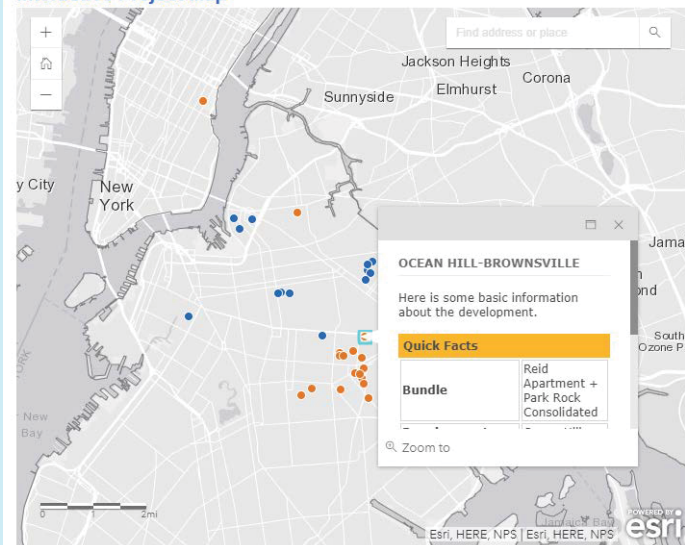 +
−
Find address or place
Jackson Heights
Elmhurst
Corona
Sunnyside
y City
New
York
Jama
OCEAN HILL-BROWNSVILLE
Here is some basic information
about the development.
Quick Facts
Bundle
Reid
Apartment +
Park Rock
Consolidated
Zoom to
South
Ozone P
New
Bay
0
1
2mi
Jamaica Bay
Esri, HERE, NPS | Esri, HERE, NPS
POWERED BY
esri